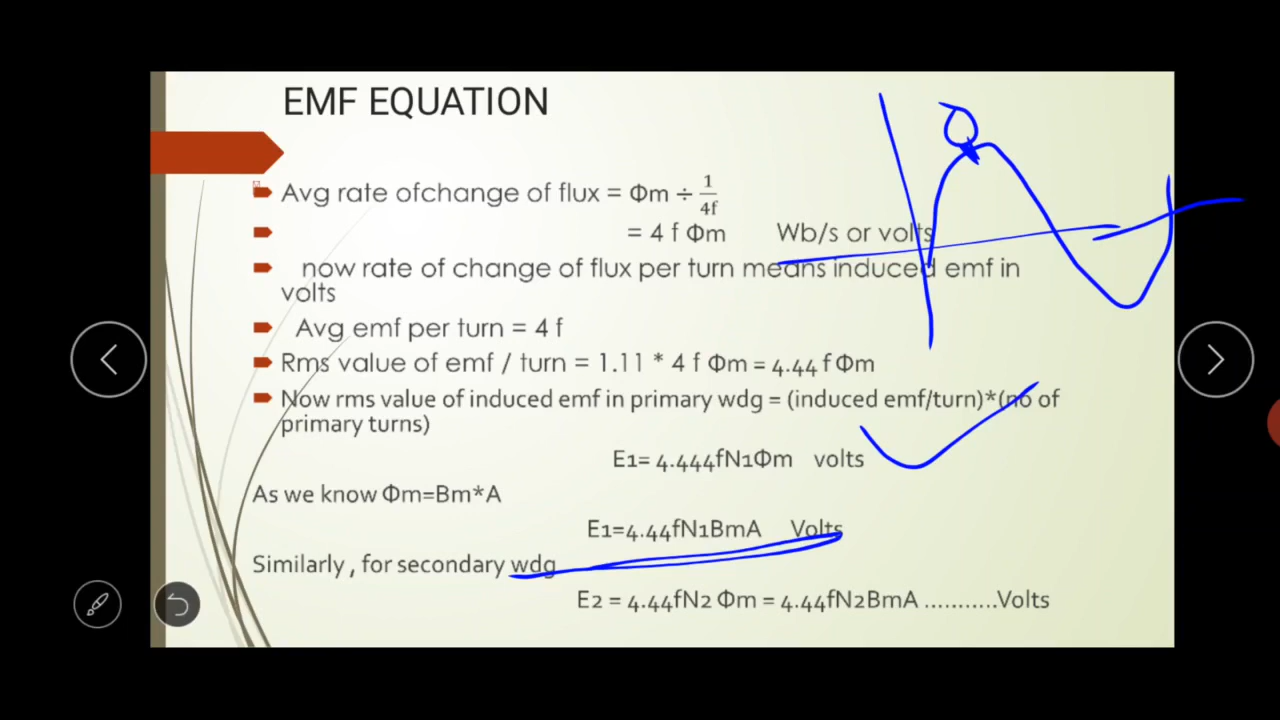 EMF EQUATION
Avg rate ofchange of flux = Φm ÷ 1/4f
= 4 f Φm Wb/s or volts
now rate of change of flux per turn means induced emf in
volts
Avg emf per turn = 4 f
Rms value of emf / turn = 1.11 * 4 f Φm = 4.44 f Φm
Now rms value of induced emf in primary wdg = (induced emf/turn)*(no of
primary turns)
E1= 4.444fN1Φm volts
As we know Φm=Bm*A
E1=4.44fN1BmA Volts
Similarly , for secondary wdg
E2 = 4.44fN2 Φm = 4.44fN2BmA ...........Volts